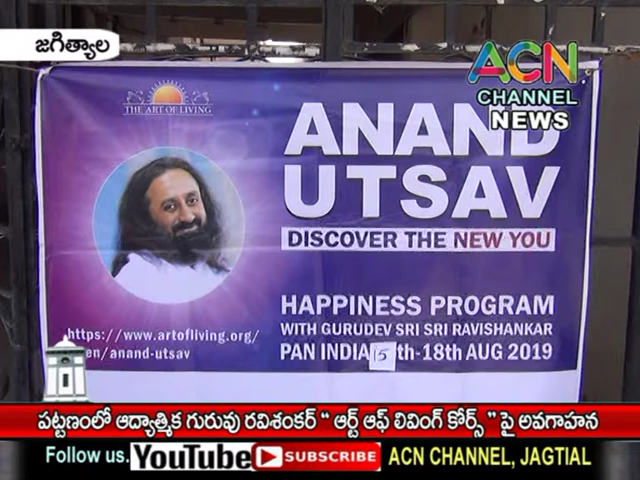 జగిత్యాల
ACN
CHANNEL
NEWS
THE ART OF LIVING
ANAND
UTSAV
DISCOVER THE NEW YOU
HAPPINESS PROGRAM
WITH GURUDEV SRI SRI RAVISHANKAR
PAN INDIA 15th-18th AUG 2019
https://www.artofliving.org/
en/anand-utsav
పట్టణంలో ఆద్యాత్మిక గురువు రవిశంకర్ “ ఆర్ట్ ఆఫ్ లివింగ్ కోర్స్ ” పై అవగాహన
Follow us. YouTube SUBSCRIBE ACN CHANNEL, JAGTIAL